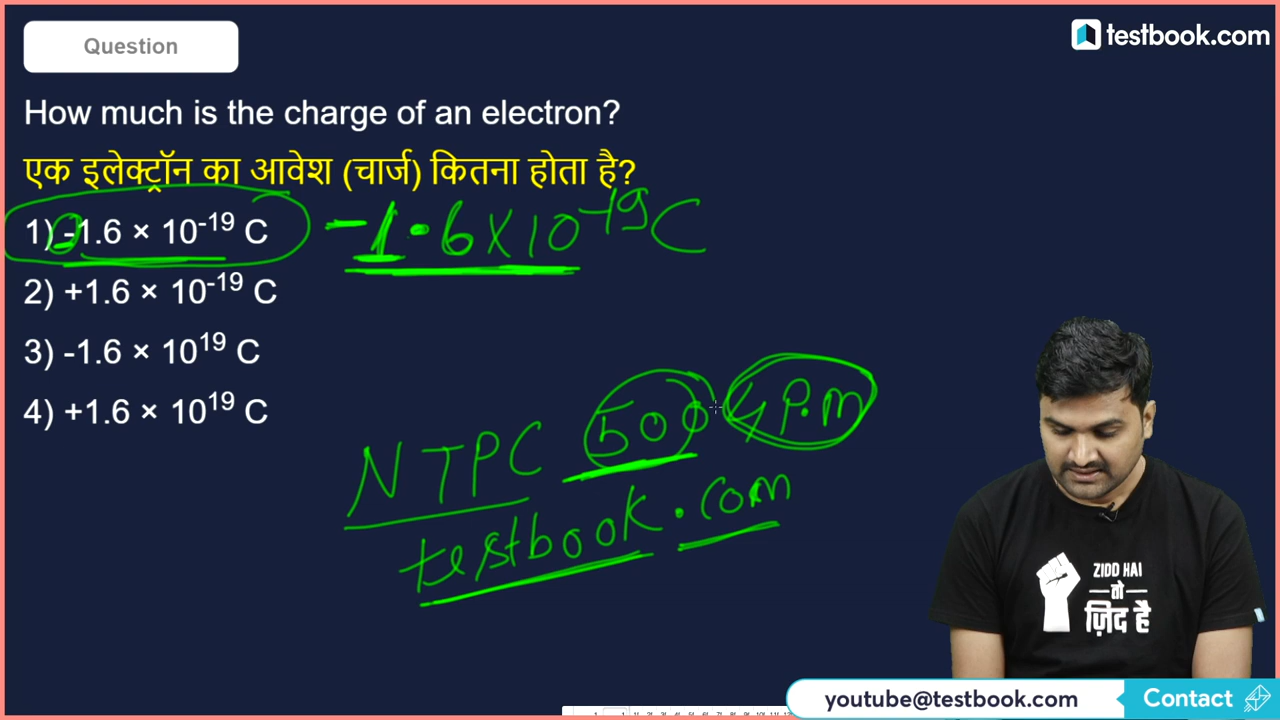 Question
testbook.com
How much is the charge of an electron?
एक इलेक्ट्रॉन का आवेश (चार्ज) कितना होता है?
1) -1.6 × 10⁻¹⁹ C
-1.6 X 10⁻¹⁹ C
2) +1.6 × 10⁻¹⁹ C
3) -1.6 × 10¹⁹ C
4) +1.6 × 10¹⁹ C
NTPC 500 4 P.m
testbook.com
ZIDD HAI
तो
ज़िद है
youtube@testbook.com
Contact